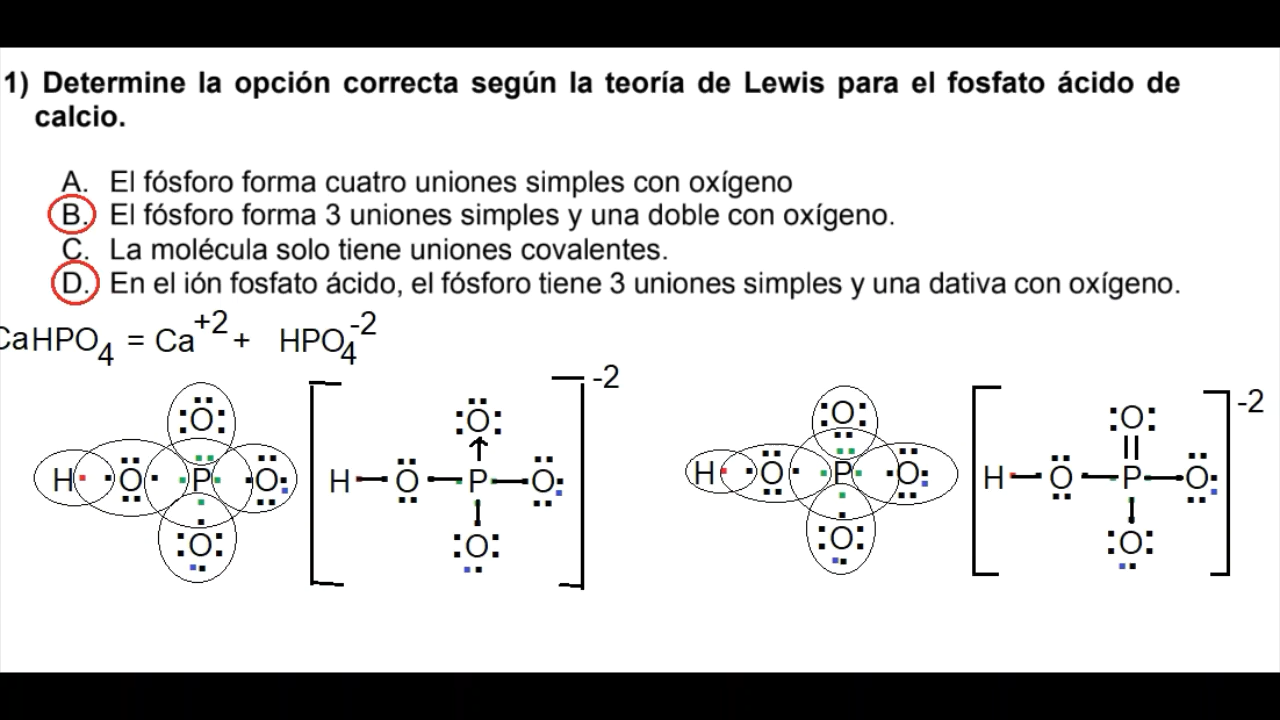 1) Determine la opción correcta según la teoría de Lewis para el fosfato ácido de
calcio.
A. El fósforo forma cuatro uniones simples con oxígeno
B. El fósforo forma 3 uniones simples y una doble con oxígeno.
C. La molécula solo tiene uniones covalentes.
D. En el ión fosfato ácido, el fósforo tiene 3 uniones simples y una dativa con oxígeno.
CaHPO4 = Ca+2 + HPO4-2
O O -2 O O -2
H O P O H O P O H O P O H O P O
O O O O